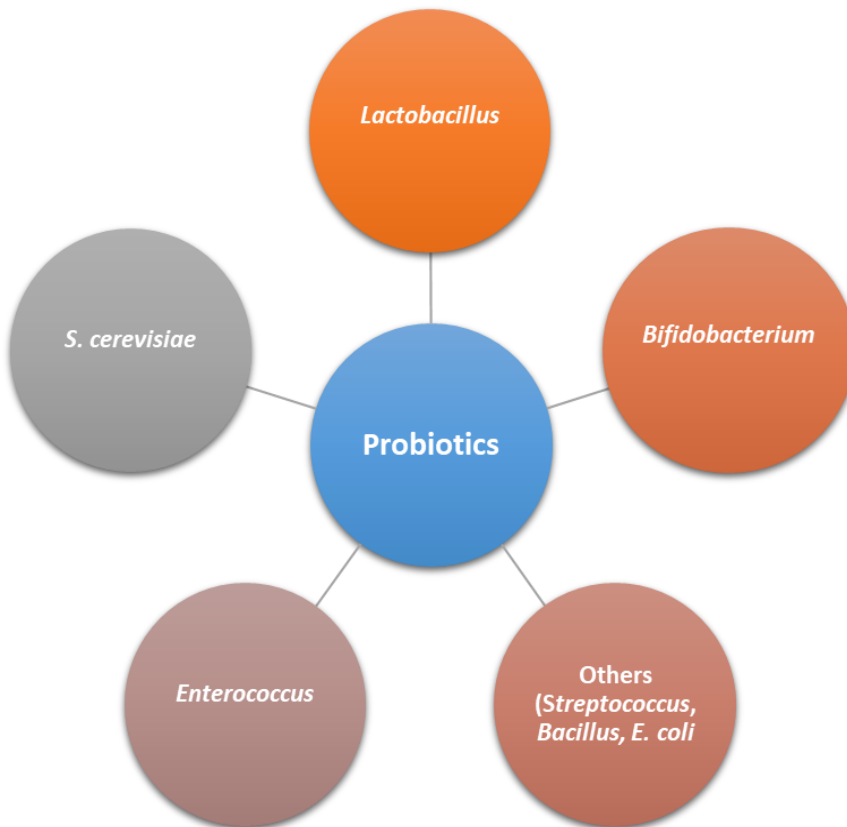 Lactobacillus
S. cerevisiae
Bifidobacterium
Probiotics
Enterococcus
Others
(Streptococcus,
Bacillus, E. coli